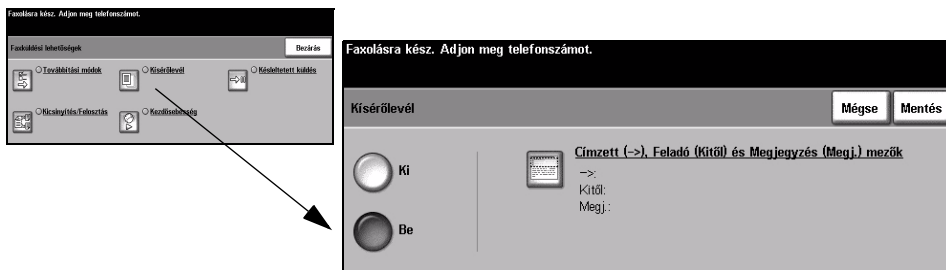 Faxolásra kész. Adjon meg telefonszámot.
Faxküldési lehetőségek
Bezárás
Továbbítási módok
Kísérőlevél
Késleltetett küldés
Kicsinyítés/Felosztás
Kezdősebesség
Faxolásra kész. Adjon meg telefonszámot.
Kísérőlevél
Mégse
Mentés
Ki
Be
Címzett (->), Feladó (Kitől) és Megjegyzés (Megj.) mezők
->:
Kitől:
Megj.: